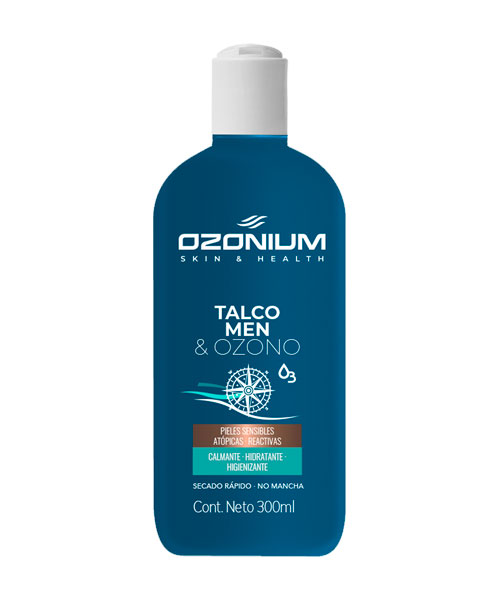 OZONIUM
SKIN & HEALTH
TALCO
MEN
& OZONO
O3
PIELES SENSIBLES
ATÓPICAS · REACTIVAS
CALMANTE · HIDRATANTE ·
HIGIENIZANTE
SECADO RÁPIDO · NO MANCHA
Cont. Neto 300ml